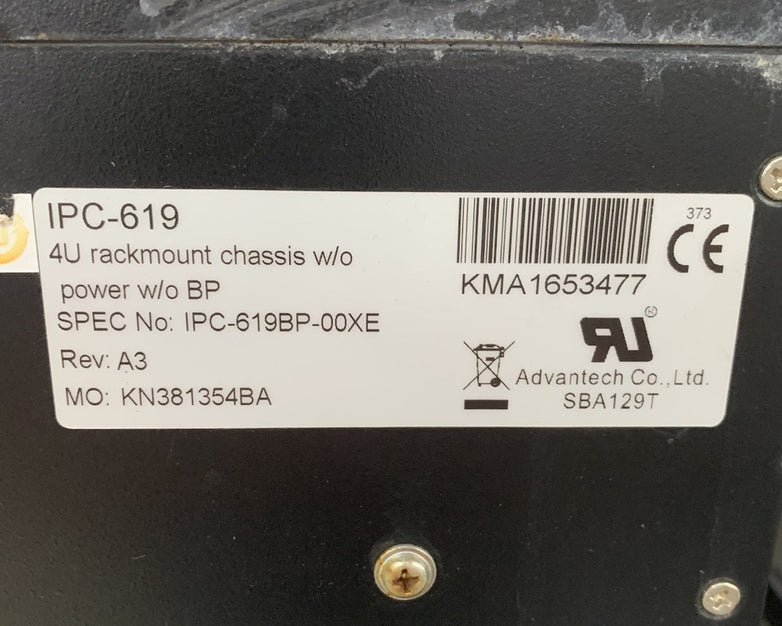 IPC-619
4U rackmount chassis w/o
power w/o BP
SPEC No: IPC-619BP-00XE
Rev: A3
MO: KN381354BA
KMA1653477
373
CE
RU®
Advantech Co.,Ltd.
SBA129T